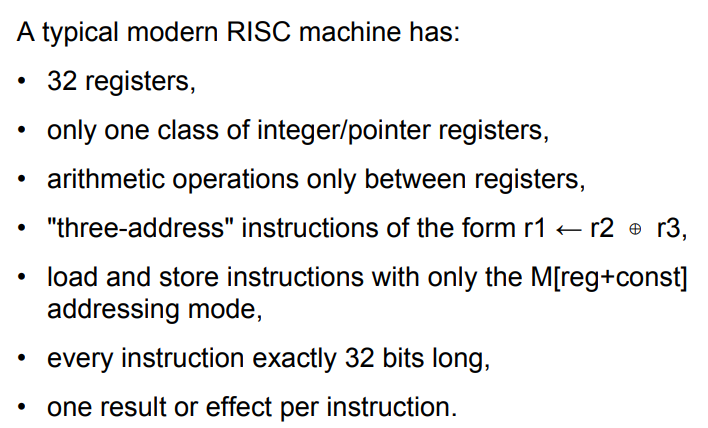 A typical modern RISC machine has:
• 32 registers,
• only one class of integer/pointer registers,
• arithmetic operations only between registers,
• "three-address" instructions of the form r1 ← r2 ⊕ r3,
• load and store instructions with only the M[reg+const]
addressing mode,
• every instruction exactly 32 bits long,
• one result or effect per instruction.